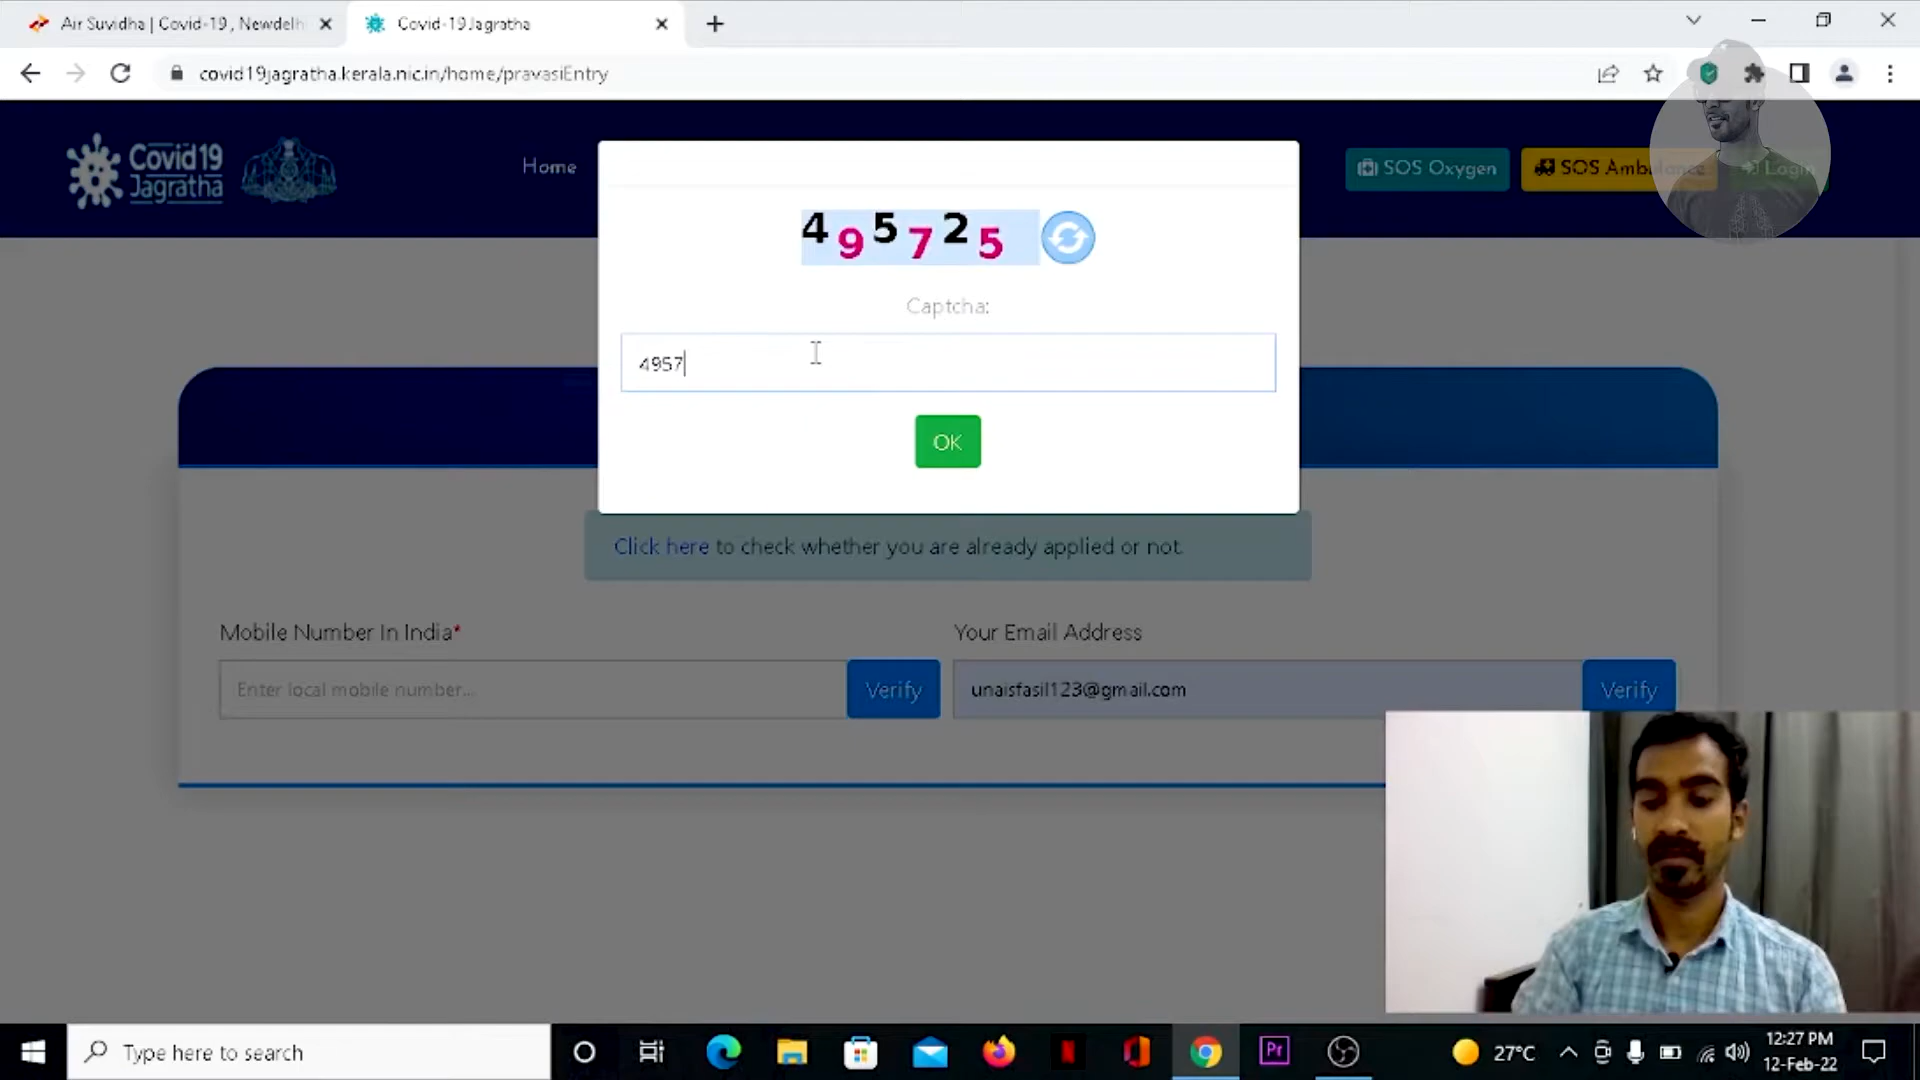 Air Suvidha | Covid-19 , Newdelh
Covid-19 Jagratha
covid19jagratha.kerala.nic.in/home/pravasiEntry
Covid19
Jagratha
Home
SOS Oxygen
SOS Ambulance
Login
495725
Captcha:
4957
OK
Click here to check whether you are already applied or not.
Mobile Number In India*
Your Email Address
Enter local mobile number...
Verify
unaisfasil123@gmail.com
Verify
Type here to search
Pr
27°C
12:27 PM
12-Feb-22